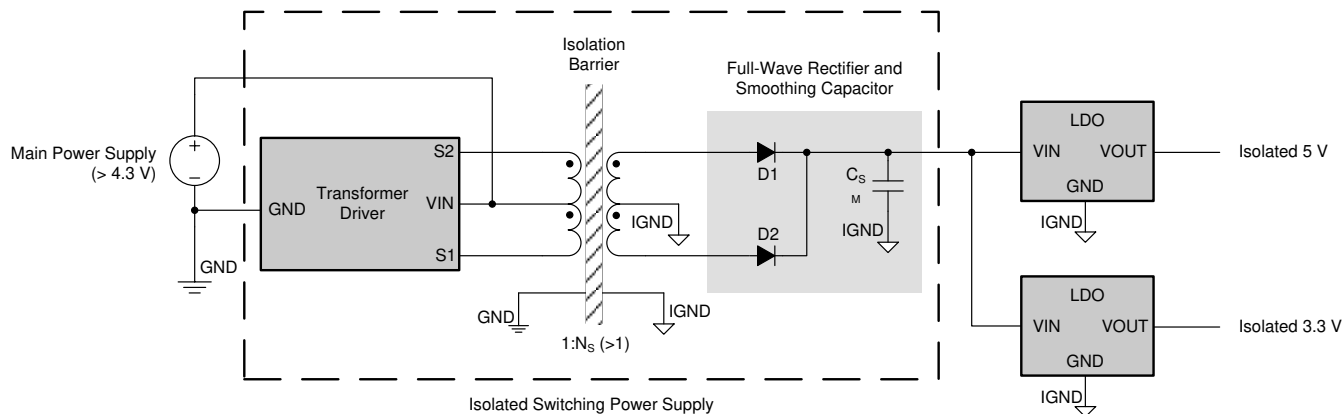 Isolation
Barrier
Full-Wave Rectifier and
Smoothing Capacitor
Main Power Supply
(> 4.3 V)
+
–
GND
GND
Transformer
Driver
S2
VIN
S1
IGND
D1
D2
CS
M
IGND
GND
IGND
1:NS (>1)
Isolated Switching Power Supply
LDO
VIN
VOUT
GND
IGND
Isolated 5 V
LDO
VIN
VOUT
GND
IGND
Isolated 3.3 V